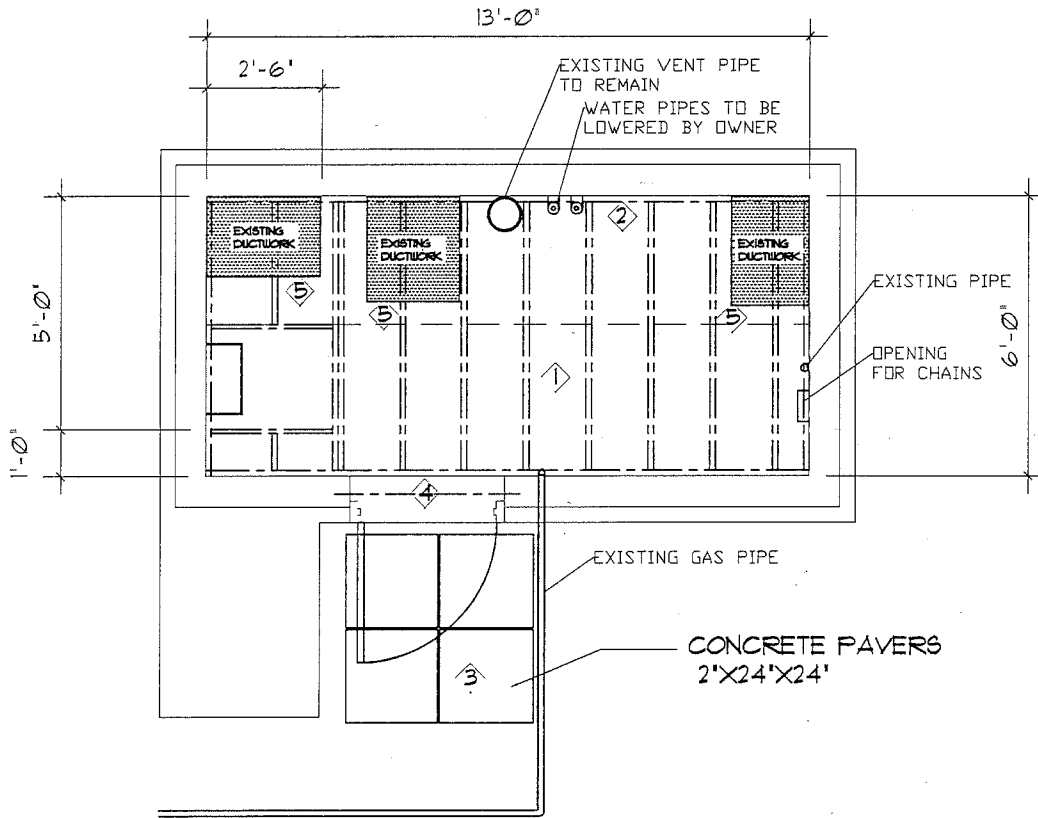 13'-0"
2'-6"
EXISTING VENT PIPE
TO REMAIN
WATER PIPES TO BE
LOWERED BY OWNER
2
EXISTING
DUCTWORK
EXISTING
DUCTWORK
EXISTING
DUCTWORK
5
5
5
5'-0"
EXISTING PIPE
6'-0"
OPENING
FOR CHAINS
1
1'-0"
4
EXISTING GAS PIPE
CONCRETE PAVERS
2"X24"X24"
3